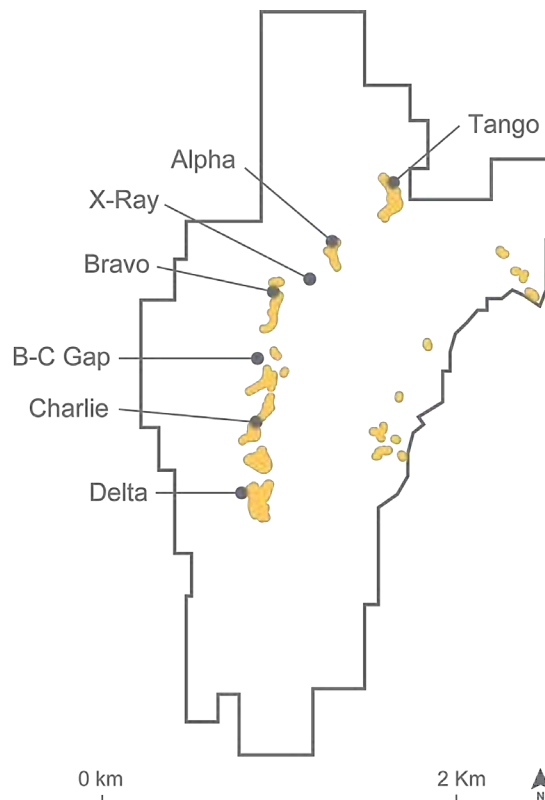 Tango
Alpha
X-Ray
Bravo
B-C Gap
Charlie
Delta
0 km
2 Km
N